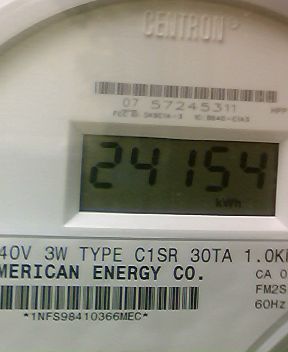 CENTRON®
07 57245311
24154
kWh
40V 3W TYPE C1SR 30TA 1.0K
MERICAN ENERGY CO.
CA 0
FM2S
60Hz
*1NFS98410366MEC*